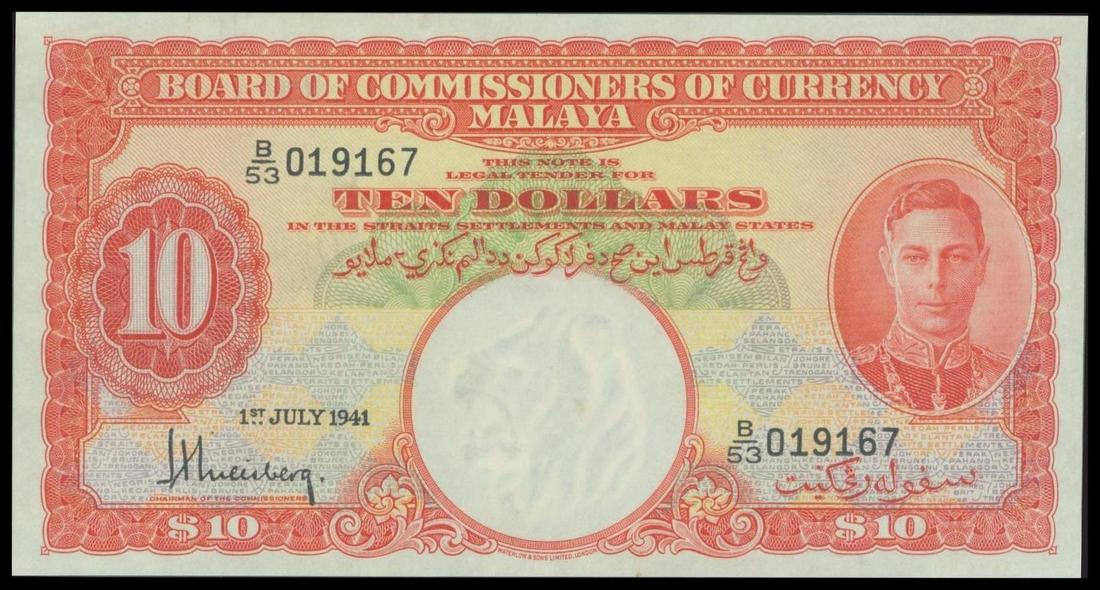 BOARD OF COMMISSIONERS OF CURRENCY
MALAYA
B/53 019167
THIS NOTE IS
LEGAL TENDER FOR
TEN DOLLARS
IN THE STRAITS SETTLEMENTS AND MALAY STATES
10
1ST. JULY 1941
B/53 019167
سڤوله رڠݢيت
CHAIRMAN OF THE COMMISSIONERS
$10
$10
WATERLOW & SONS LIMITED, LONDON